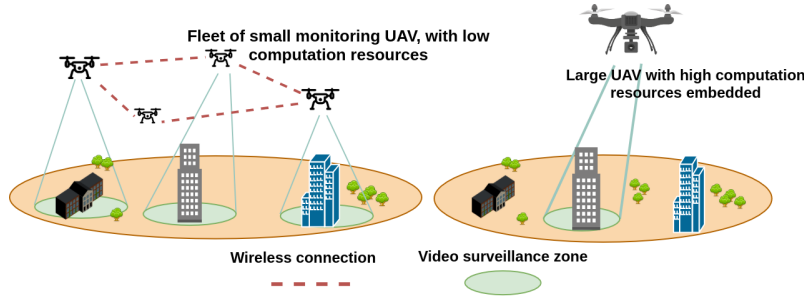 Fleet of small monitoring UAV, with low
computation resources
Large UAV with high computation
resources embedded
Wireless connection
Video surveillance zone